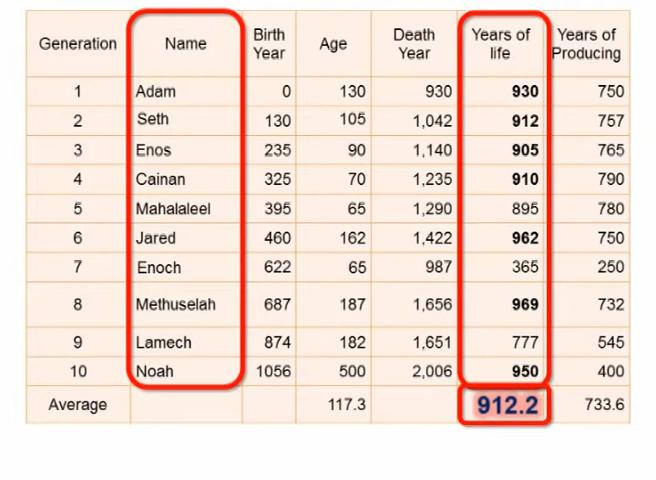 Generation Name Birth Year Age Death Year Years of life Years of Producing
1 Adam 0 130 930 930 750
2 Seth 130 105 1,042 912 757
3 Enos 235 90 1,140 905 765
4 Cainan 325 70 1,235 910 790
5 Mahalaleel 395 65 1,290 895 780
6 Jared 460 162 1,422 962 750
7 Enoch 622 65 987 365 250
8 Methuselah 687 187 1,656 969 732
9 Lamech 874 182 1,651 777 545
10 Noah 1056 500 2,006 950 400
Average 117.3 912.2 733.6